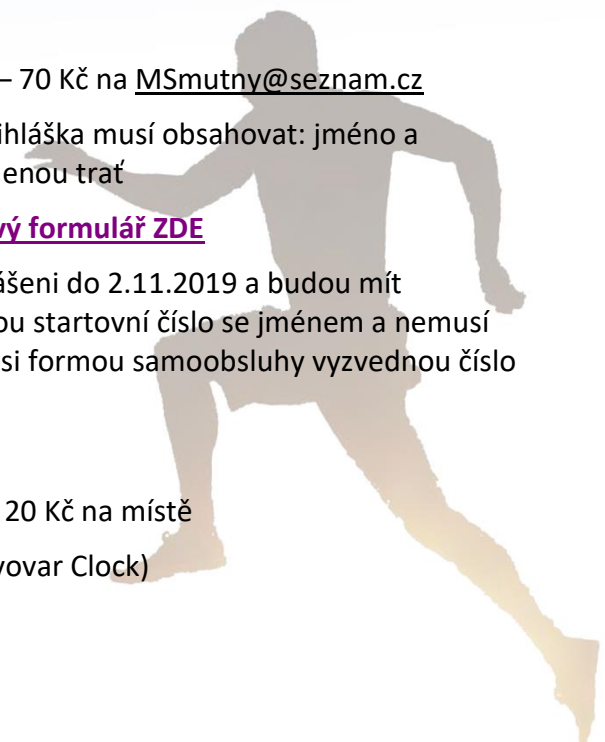 – 70 Kč na MSmutny@seznam.cz
ihláška musí obsahovat: jméno a
enou trať
vý formulář ZDE
ášeni do 2.11.2019 a budou mít
ou startovní číslo se jménem a nemusí
si formou samoobsluhy vyzvednou číslo
20 Kč na místě
vovar Clock)